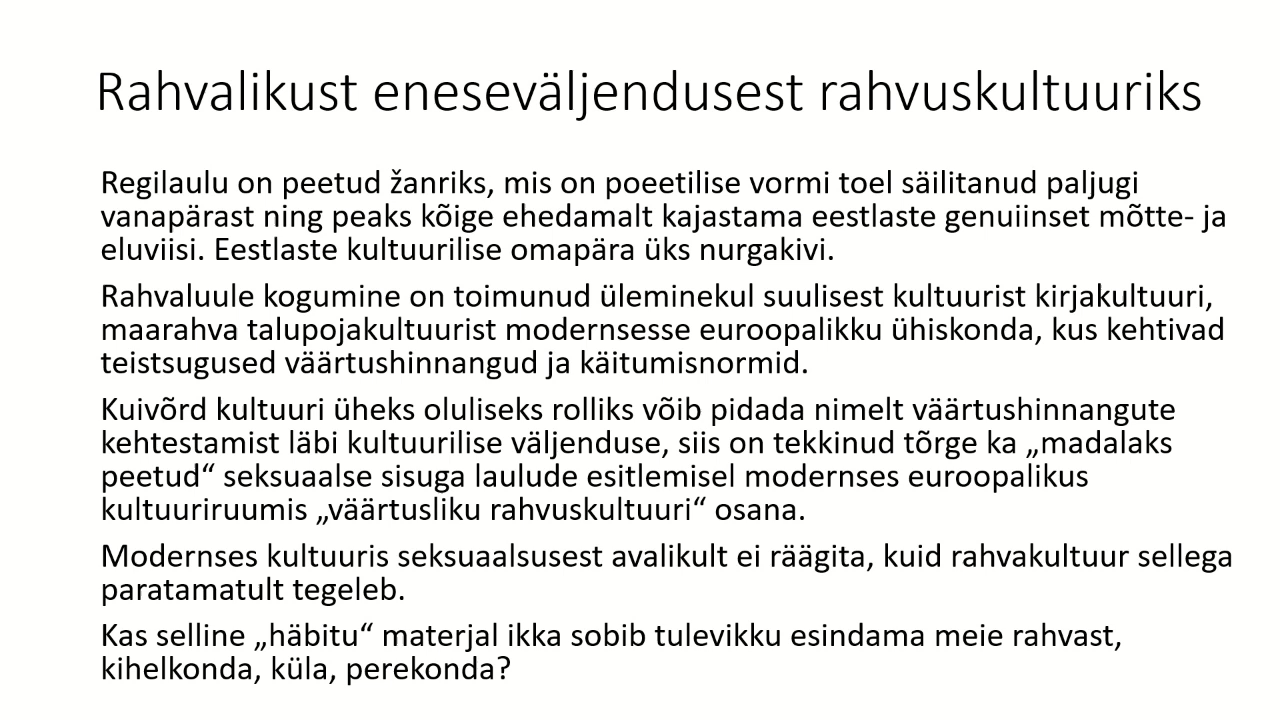 Rahvalikust eneseväljendusest rahvuskultuuriks
Regilaulu on peetud žanriks, mis on poeetilise vormi toel säilitanud paljugi
vanapärast ning peaks kõige ehedamalt kajastama eestlaste genuiinset mõtte- ja
eluviisi. Eestlaste kultuurilise omapära üks nurgakivi.
Rahvaluule kogumine on toimunud üleminekul suulisest kultuurist kirjakultuuri,
maarahva talupojakultuurist modernsesse euroopalikku ühiskonda, kus kehtivad
teistsugused väärtushinnangud ja käitumisnormid.
Kuivõrd kultuuri üheks oluliseks rolliks võib pidada nimelt väärtushinnangute
kehtestamist läbi kultuurilise väljenduse, siis on tekkinud tõrge ka „madalaks
peetud“ seksuaalse sisuga laulude esitlemisel modernses euroopalikus
kultuuriruumis „väärtusliku rahvuskultuuri“ osana.
Modernses kultuuris seksuaalsusest avalikult ei räägita, kuid rahvakultuur sellega
paratamatult tegeleb.
Kas selline „häbitu“ materjal ikka sobib tulevikku esindama meie rahvast,
kihelkonda, küla, perekonda?